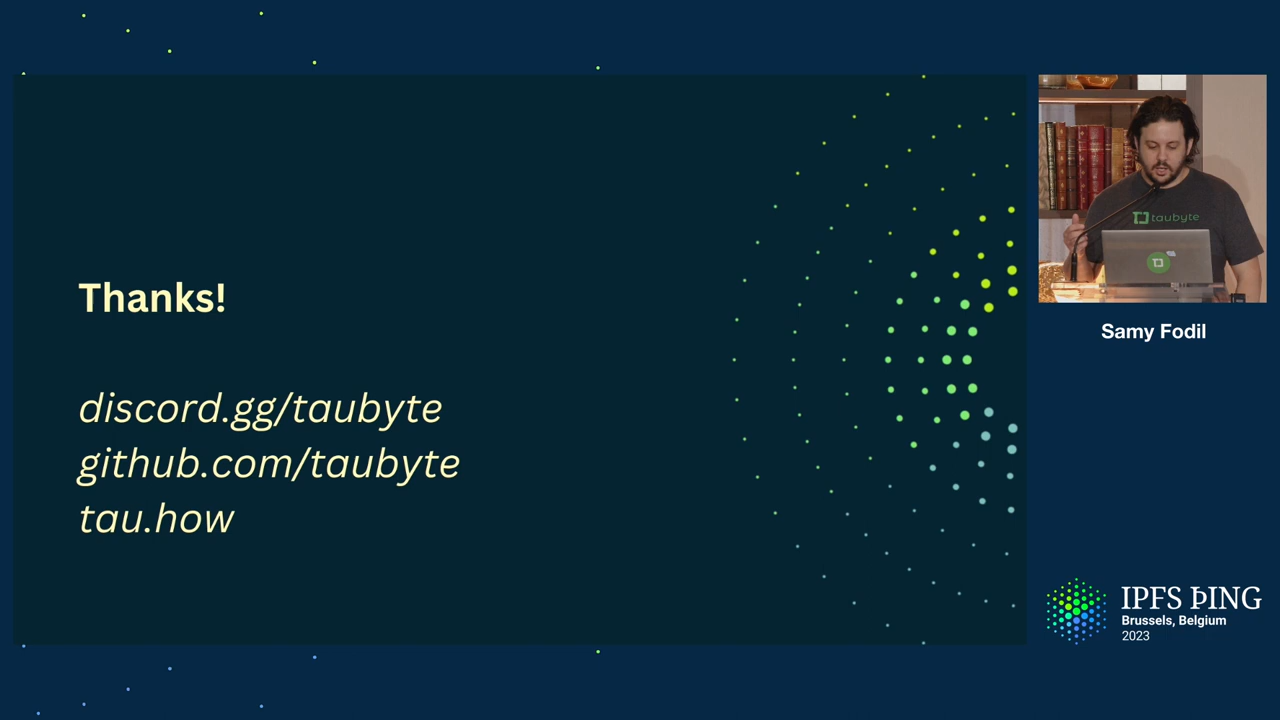 Thanks!
discord.gg/taubyte
github.com/taubyte
tau.how
taubyte
Samy Fodil
IPFS ÞING
Brussels, Belgium
2023